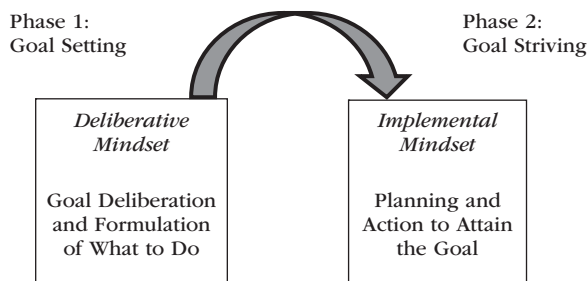 Phase 1:
Goal Setting
Phase 2:
Goal Striving
Deliberative
Mindset
Goal Deliberation
and Formulation
of What to Do
Implemental
Mindset
Planning and
Action to Attain
the Goal